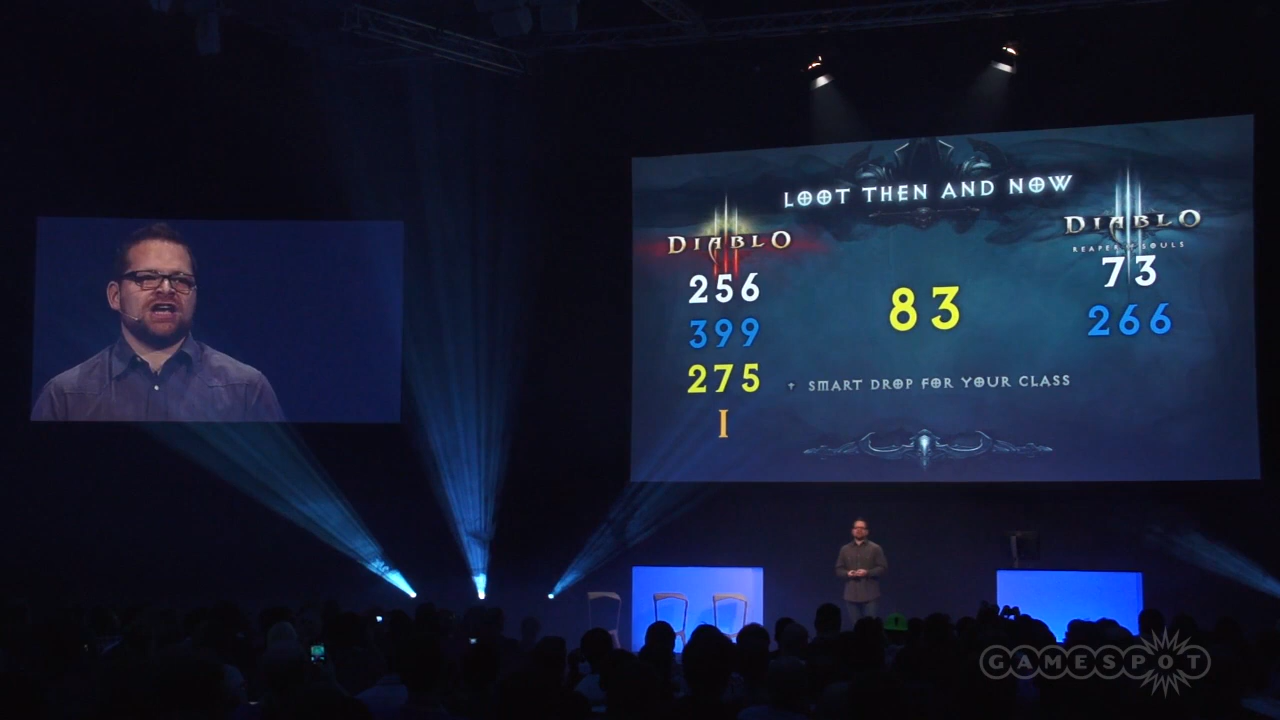 LOOT THEN AND NOW
DIABLO
DIABLO
REAPER OF SOULS
256
399
275
I
83
73
266
SMART DROP FOR YOUR CLASS
GAMESPOT